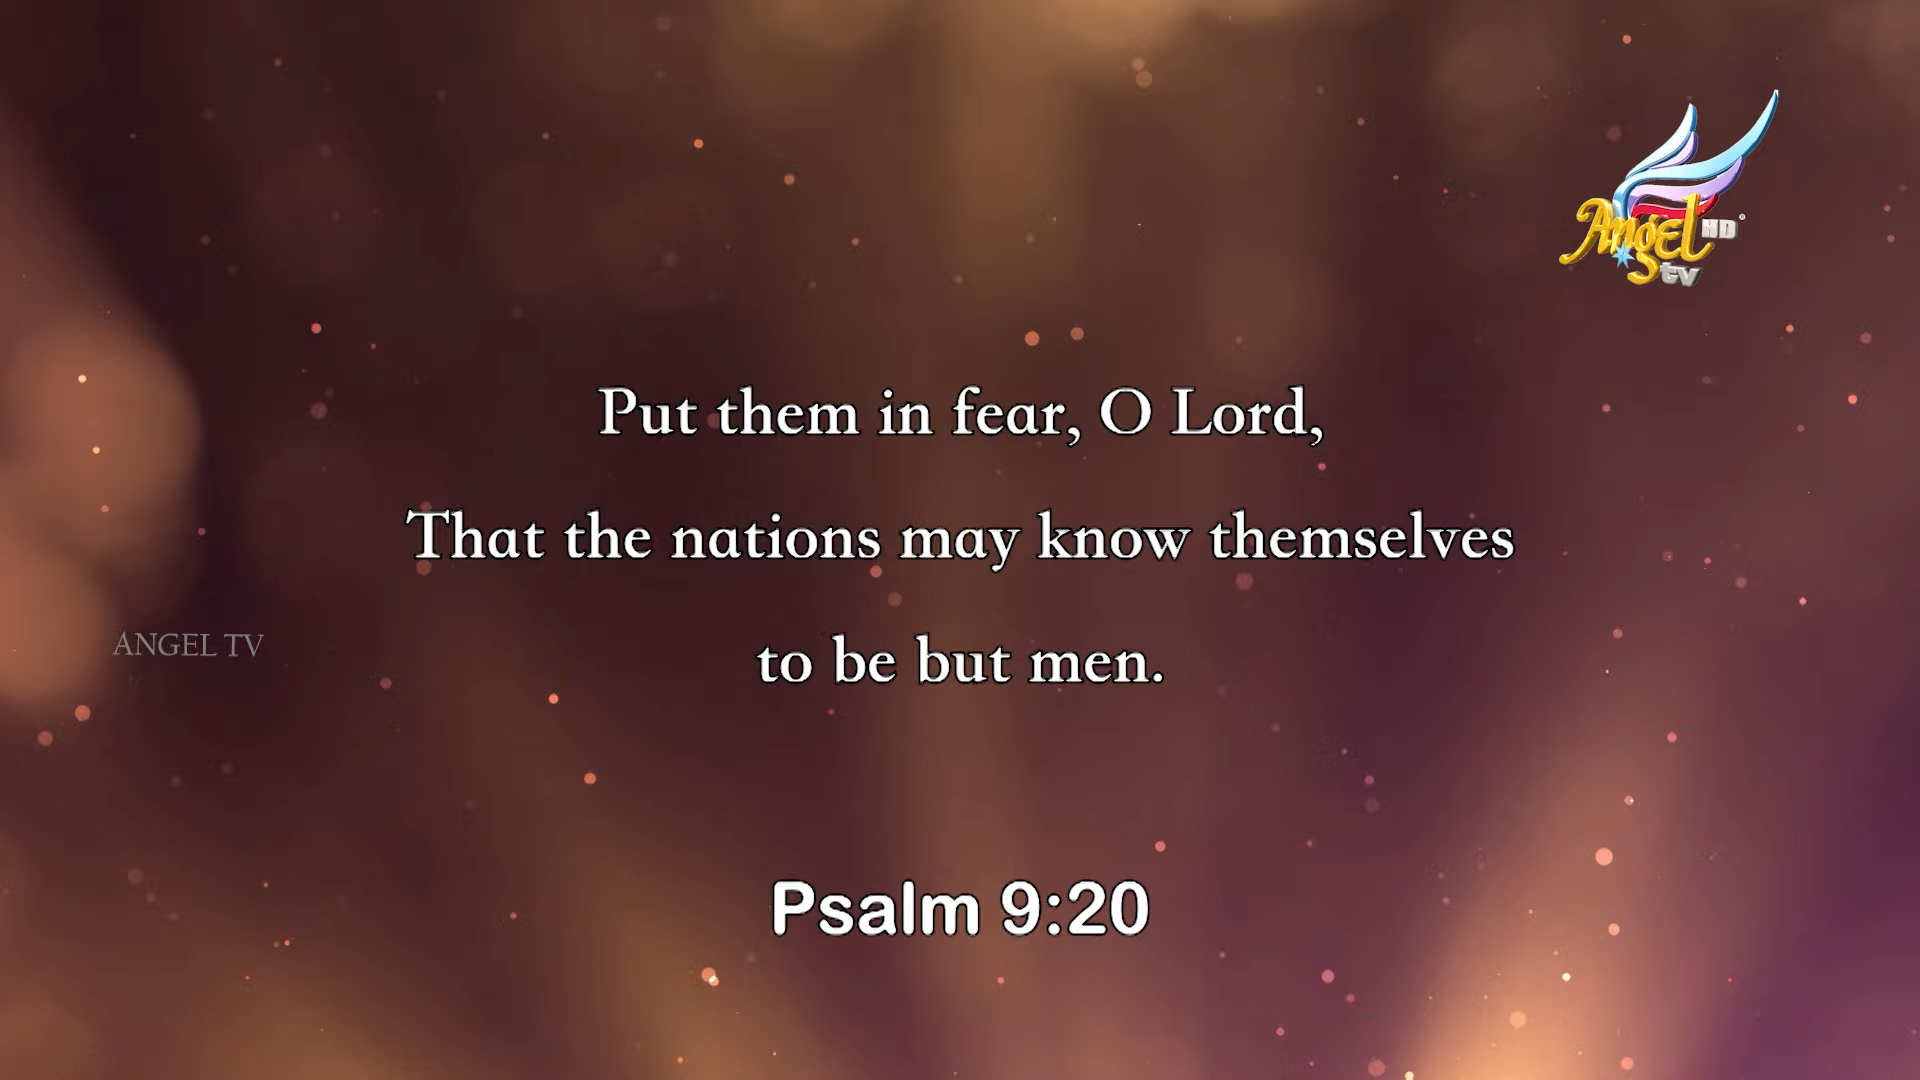 Angel HD
tv
Put them in fear, O Lord,
That the nations may know themselves
to be but men.
ANGEL TV
Psalm 9:20